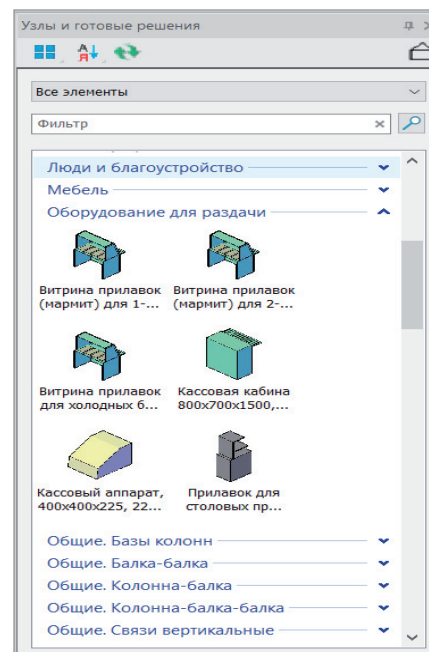 Узлы и готовые решения
Все элементы
Фильтр
Люди и благоустройство
Мебель
Оборудование для раздачи
Витрина прилавок Витрина прилавок
(мармит) для 1-... (мармит) для 2-...
Витрина прилавок Кассовая кабина
для холодных б... 800x700x1500,...
Кассовый аппарат, Прилавок для
400x400x225, 22... столовых пр...
Общие. Базы колонн
Общие. Балка-балка
Общие. Колонна-балка
Общие. Колонна-балка-балка
Общие. Связи вертикальные